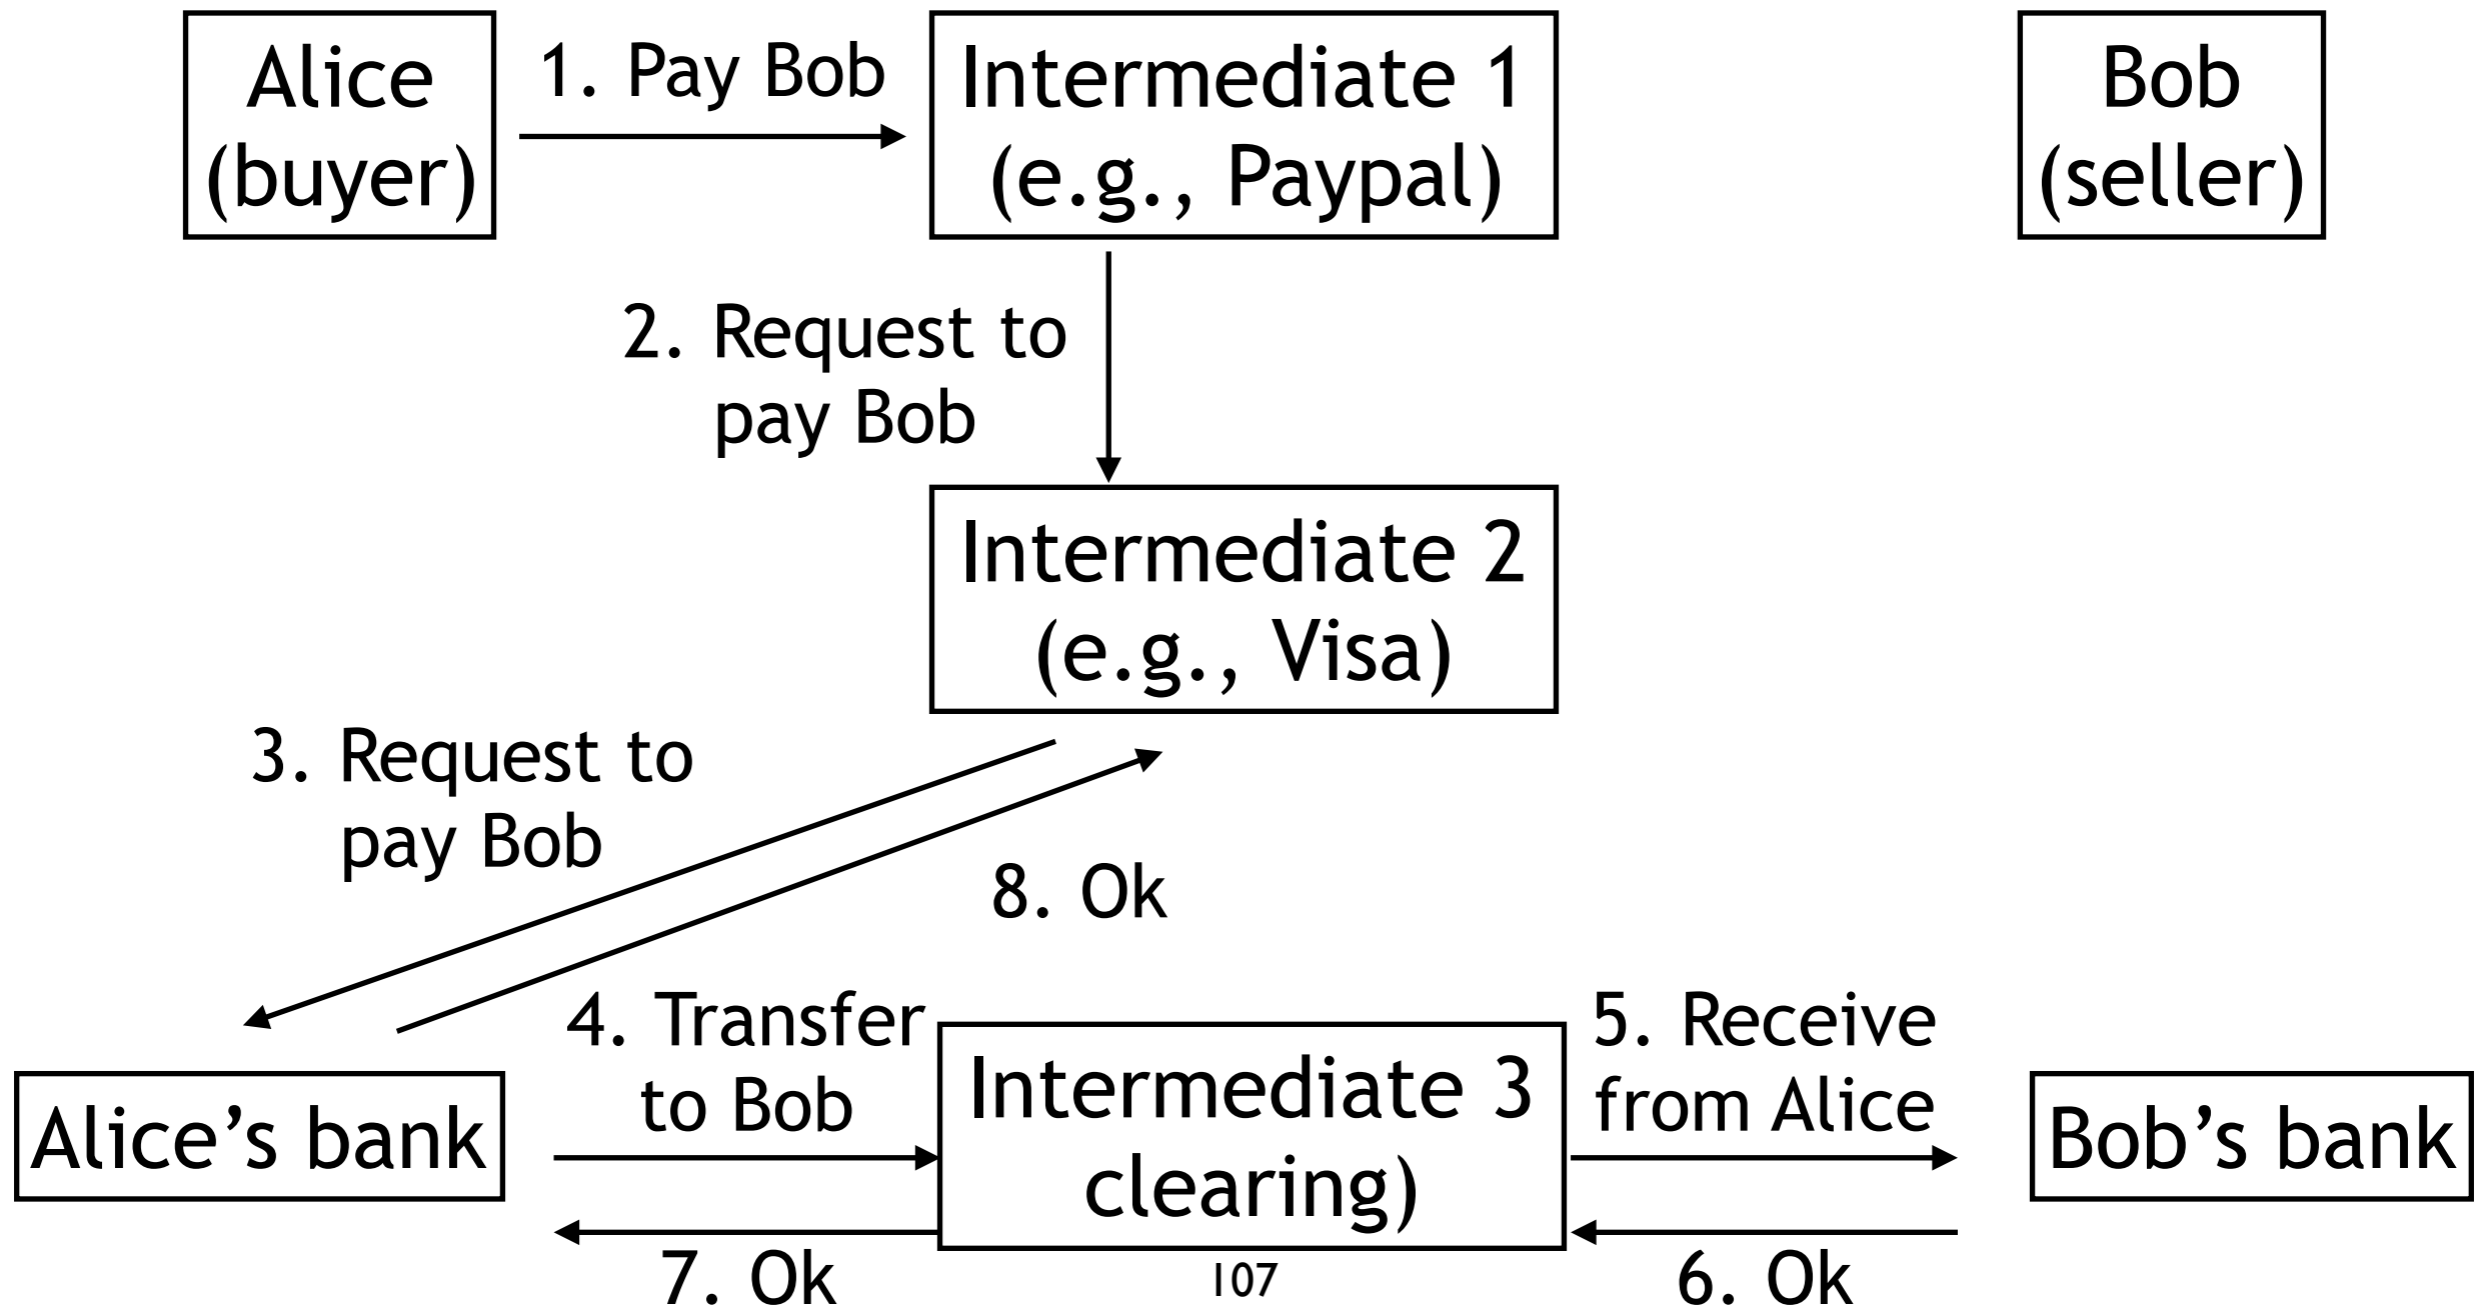 Alice
(buyer)
1. Pay Bob
Intermediate 1
(e.g., Paypal)
Bob
(seller)
2. Request to
pay Bob
Intermediate 2
(e.g., Visa)
3. Request to
pay Bob
8. Ok
Alice’s bank
4. Transfer
to Bob
Intermediate 3
clearing)
5. Receive
from Alice
Bob’s bank
7. Ok
107
6. Ok